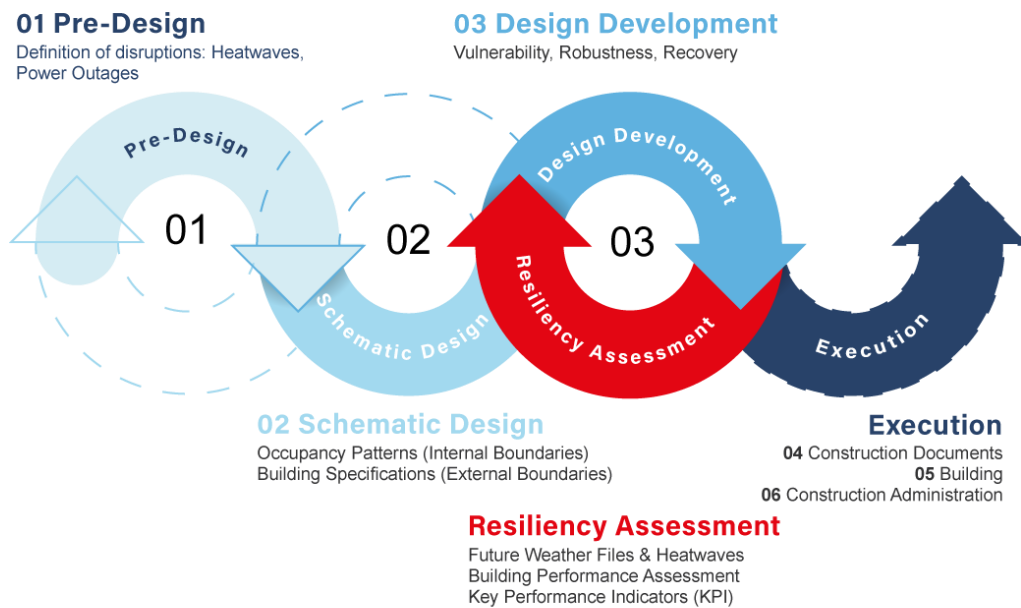 01 Pre-Design
Definition of disruptions: Heatwaves,
Power Outages
03 Design Development
Vulnerability, Robustness, Recovery
Pre-Design
01
Schematic Design
02
Design Development
03
Resiliency Assessment
Execution
02 Schematic Design
Occupancy Patterns (Internal Boundaries)
Building Specifications (External Boundaries)
Execution
04 Construction Documents
05 Building
06 Construction Administration
Resiliency Assessment
Future Weather Files & Heatwaves
Building Performance Assessment
Key Performance Indicators (KPI)